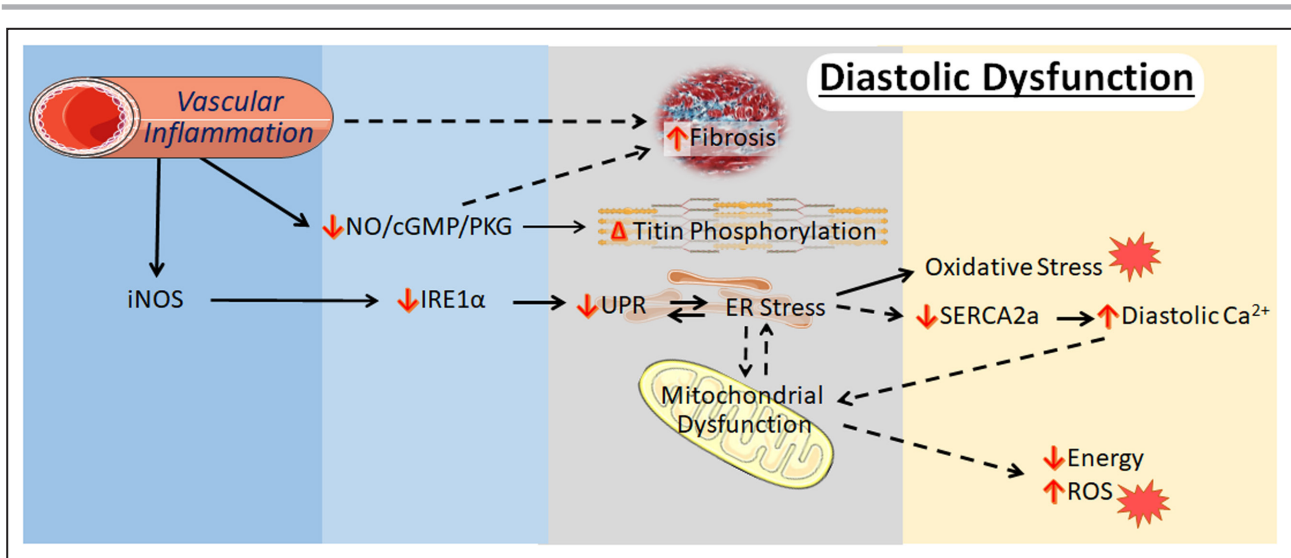 Diastolic Dysfunction
Vascular
Inflammation
↑Fibrosis
↓NO/cGMP/PKG
Δ Titin Phosphorylation
iNOS
↓IRE1α
↓UPR
ER Stress
Oxidative Stress
↓SERCA2a
↑Diastolic Ca²⁺
Mitochondrial
Dysfunction
↓Energy
↑ROS